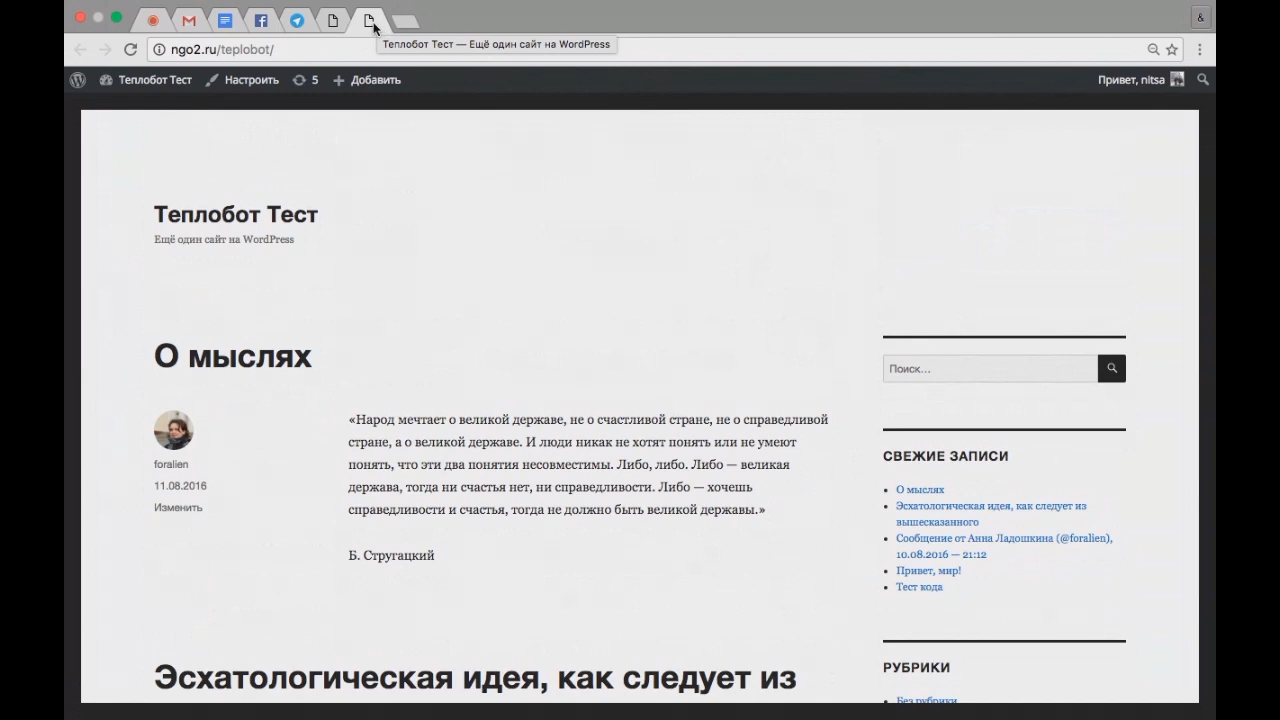 &
Теплобот Тест — Ещё один сайт на WordPress
ngo2.ru/teplobot/
Теплобот Тест Настроить 5 Добавить Привет, nitsa
Теплобот Тест
Ещё один сайт на WordPress
О мыслях
foralien
11.08.2016
Изменить
«Народ мечтает о великой державе, не о счастливой стране, не о справедливой
стране, а о великой державе. И люди никак не хотят понять или не умеют
понять, что эти два понятия несовместимы. Либо, либо. Либо — великая
держава, тогда ни счастья нет, ни справедливости. Либо — хочешь
справедливости и счастья, тогда не должно быть великой державы.»
Б. Стругацкий
Эсхатологическая идея, как следует из
Поиск...
СВЕЖИЕ ЗАПИСИ
О мыслях
Эсхатологическая идея, как следует из
вышесказанного
Сообщение от Анна Ладошкина (@foralien),
10.08.2016 — 21:12
Привет, мир!
Тест кода
РУБРИКИ
Без рубрики